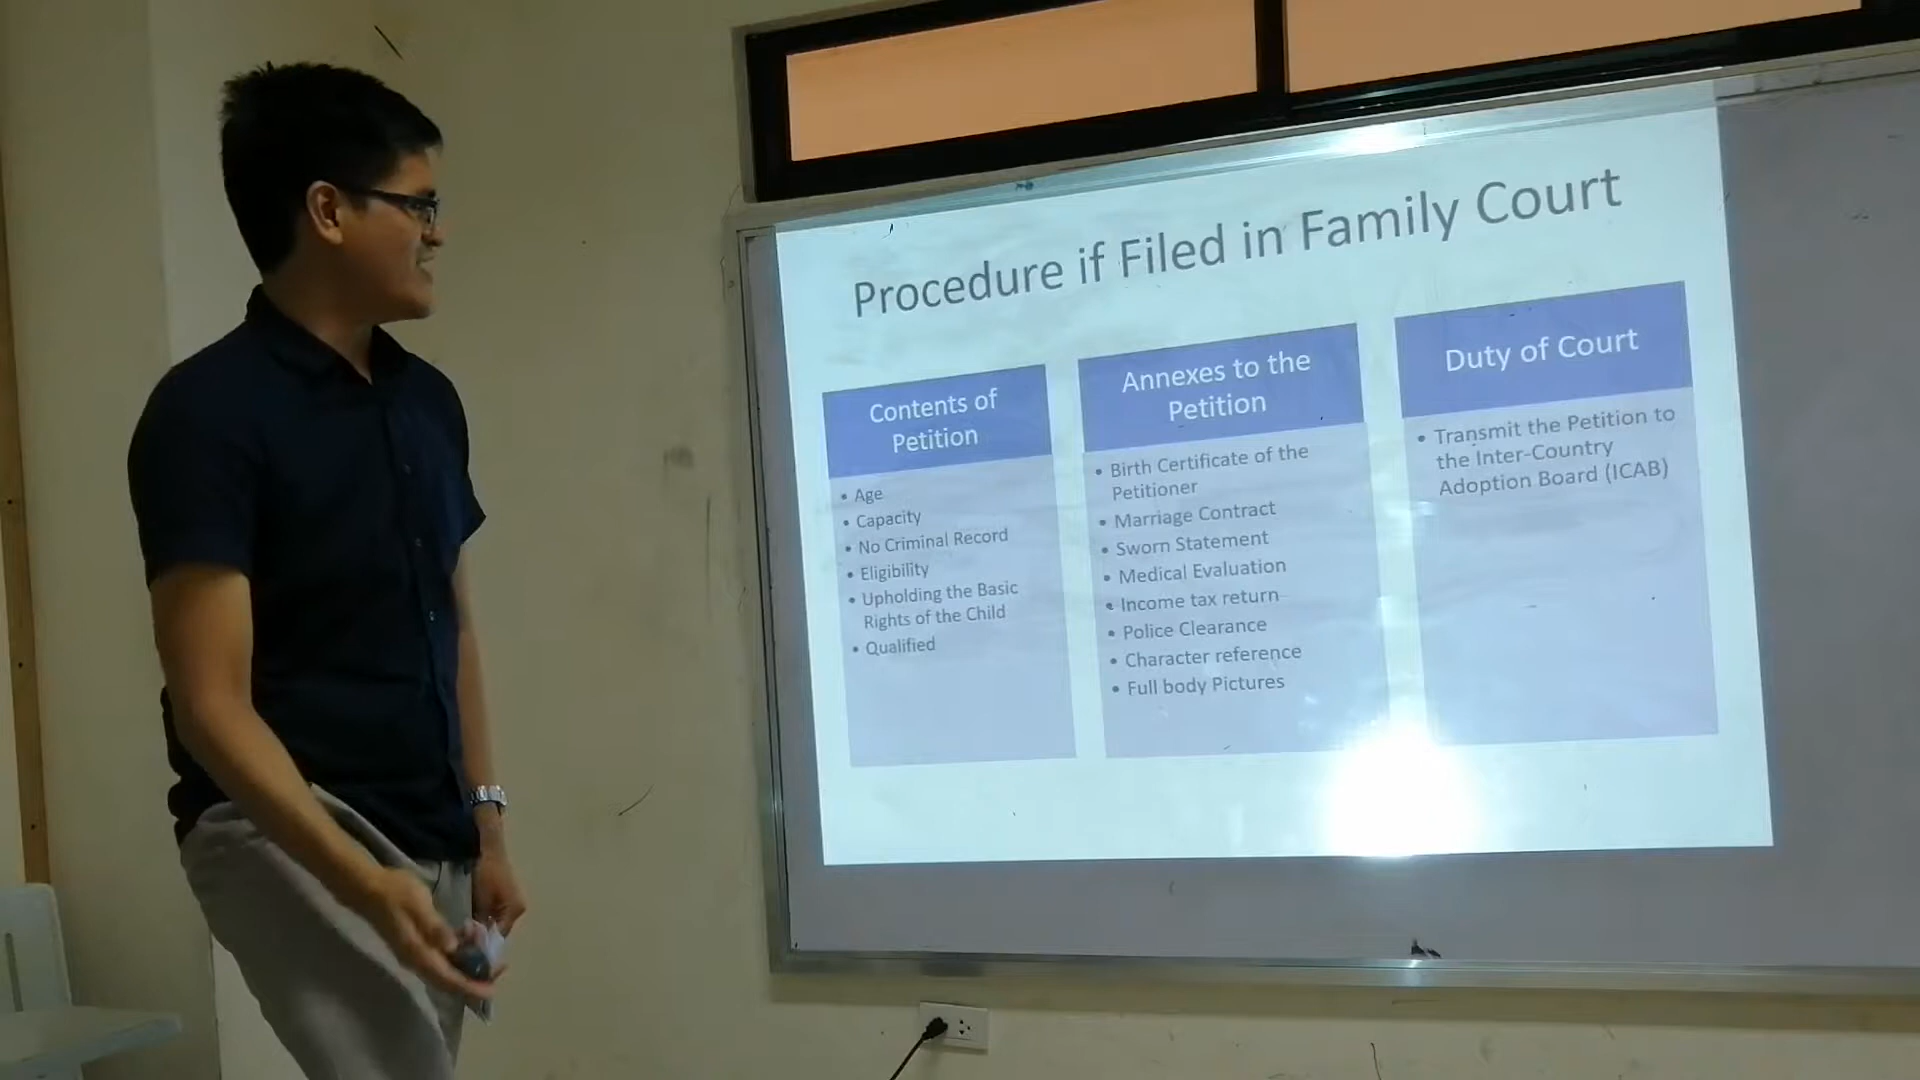 Procedure if Filed in Family Court
Contents of
Petition
• Age
• Capacity
• No Criminal Record
• Eligibility
• Upholding the Basic
Rights of the Child
• Qualified
Annexes to the
Petition
• Birth Certificate of the
Petitioner
• Marriage Contract
• Sworn Statement
• Medical Evaluation
• Income tax return
• Police Clearance
• Character reference
• Full body Pictures
Duty of Court
• Transmit the Petition to
the Inter-Country
Adoption Board (ICAB)